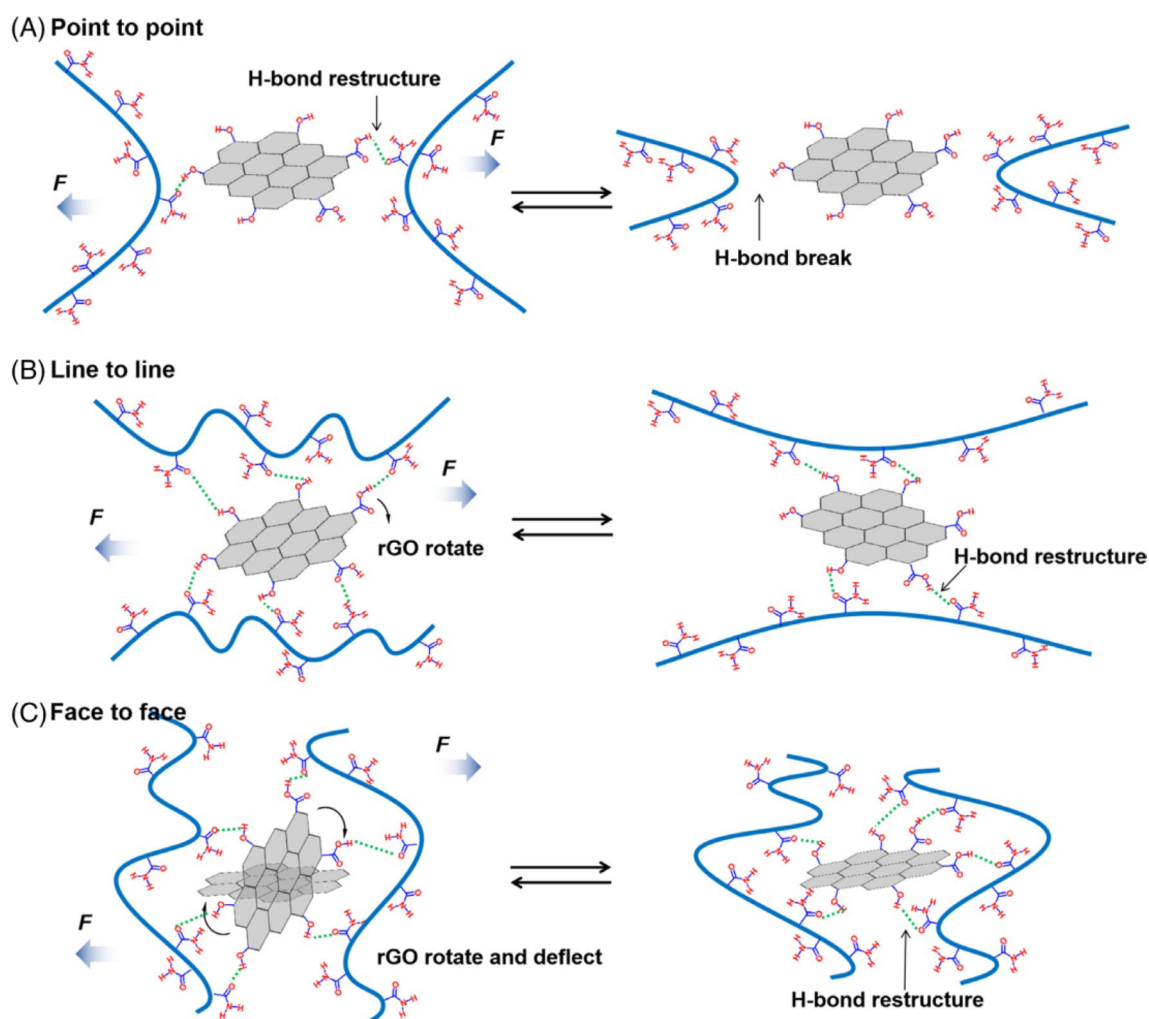 (A) Point to point
H-bond restructure
F
F
H-bond break
(B) Line to line
F
F
rGO rotate
H-bond restructure
(C) Face to face
F
F
rGO rotate and deflect
H-bond restructure